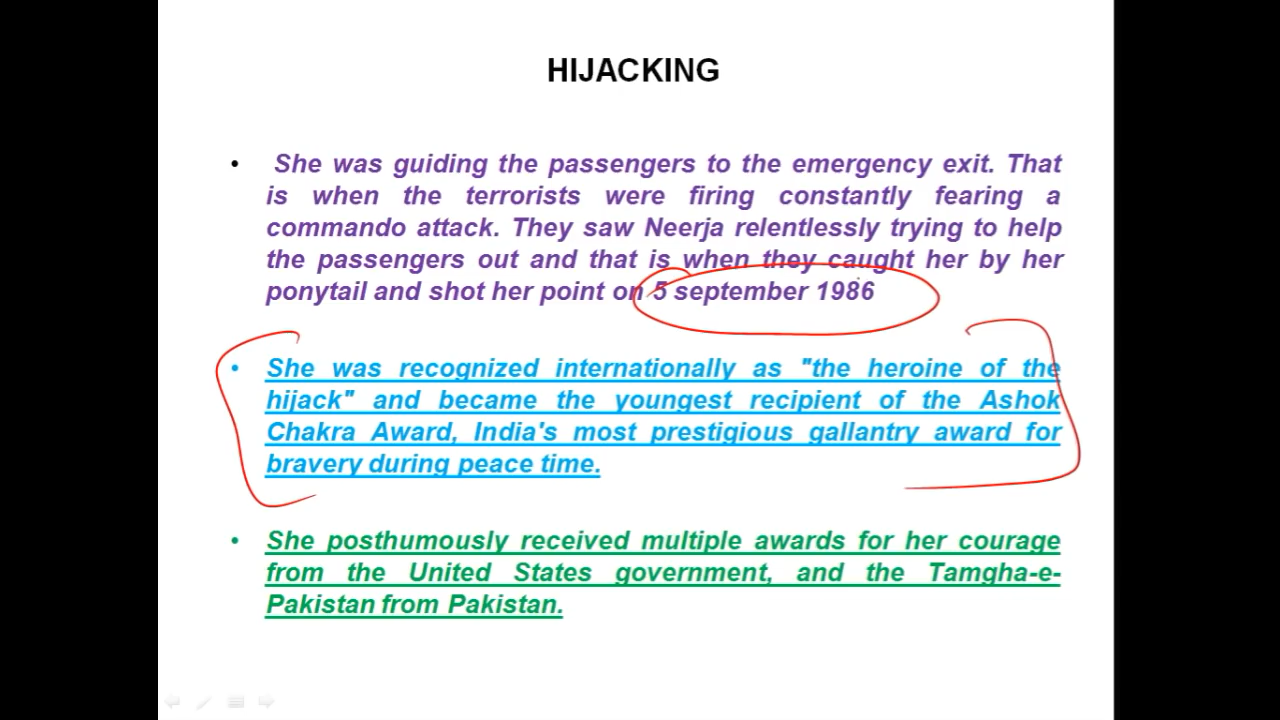 HIJACKING
• She was guiding the passengers to the emergency exit. That
is when the terrorists were firing constantly fearing a
commando attack. They saw Neerja relentlessly trying to help
the passengers out and that is when they caught her by her
ponytail and shot her point on 5 september 1986
• She was recognized internationally as "the heroine of the
hijack" and became the youngest recipient of the Ashok
Chakra Award, India's most prestigious gallantry award for
bravery during peace time.
• She posthumously received multiple awards for her courage
from the United States government, and the Tamgha-e-
Pakistan from Pakistan.